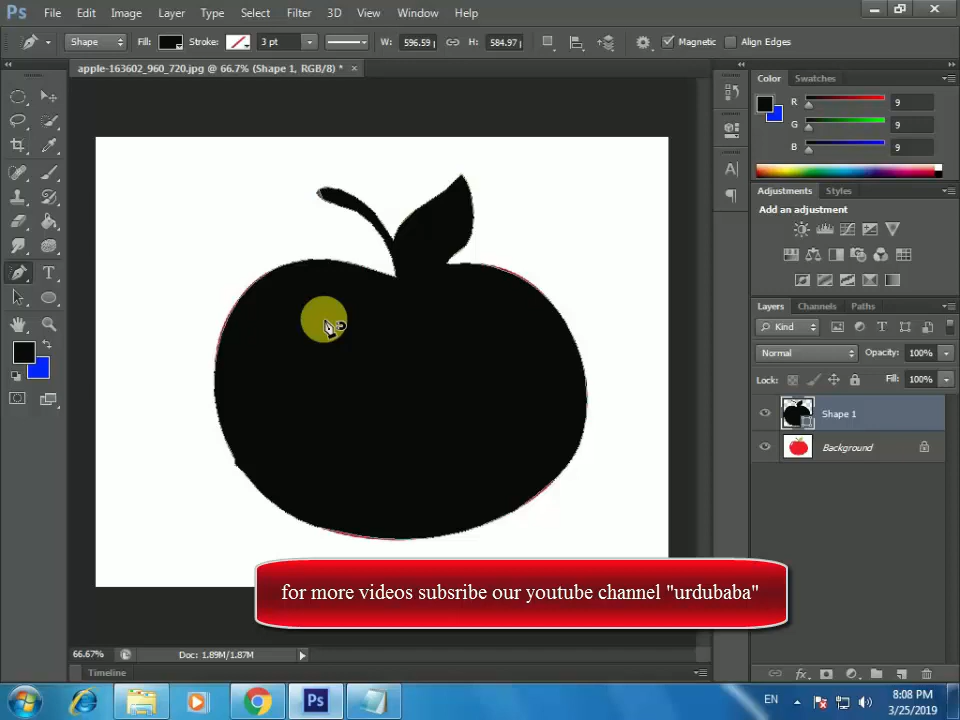 Ps File Edit Image Layer Type Select Filter 3D View Window Help
Shape Fill: Stroke: 3 pt W: 596.59 H: 584.97 Magnetic Align Edges
apple-163602_960_720.jpg @ 66.7% (Shape 1, RGB/8) * ×
Color Swatches
R 9
G 9
B 9
Adjustments Styles
Add an adjustment
Layers Channels Paths
Kind
Normal Opacity: 100%
Lock: Fill: 100%
Shape 1
Background
for more videos subsribe our youtube channel "urdubaba"
66.67% Doc: 1.89M/1.87M
Timeline
Ps EN 8:08 PM
3/25/2019